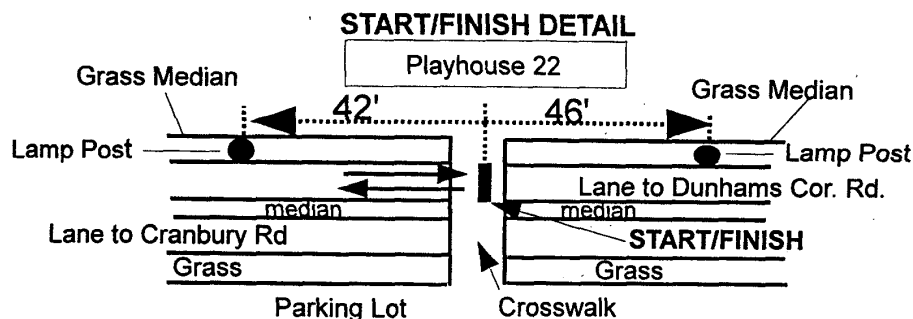 START/FINISH DETAIL
Playhouse 22
Grass Median
42'
46'
Grass Median
Lamp Post
Lamp Post
Lane to Dunhams Cor. Rd.
median
median
Lane to Cranbury Rd
START/FINISH
Grass
Grass
Parking Lot
Crosswalk